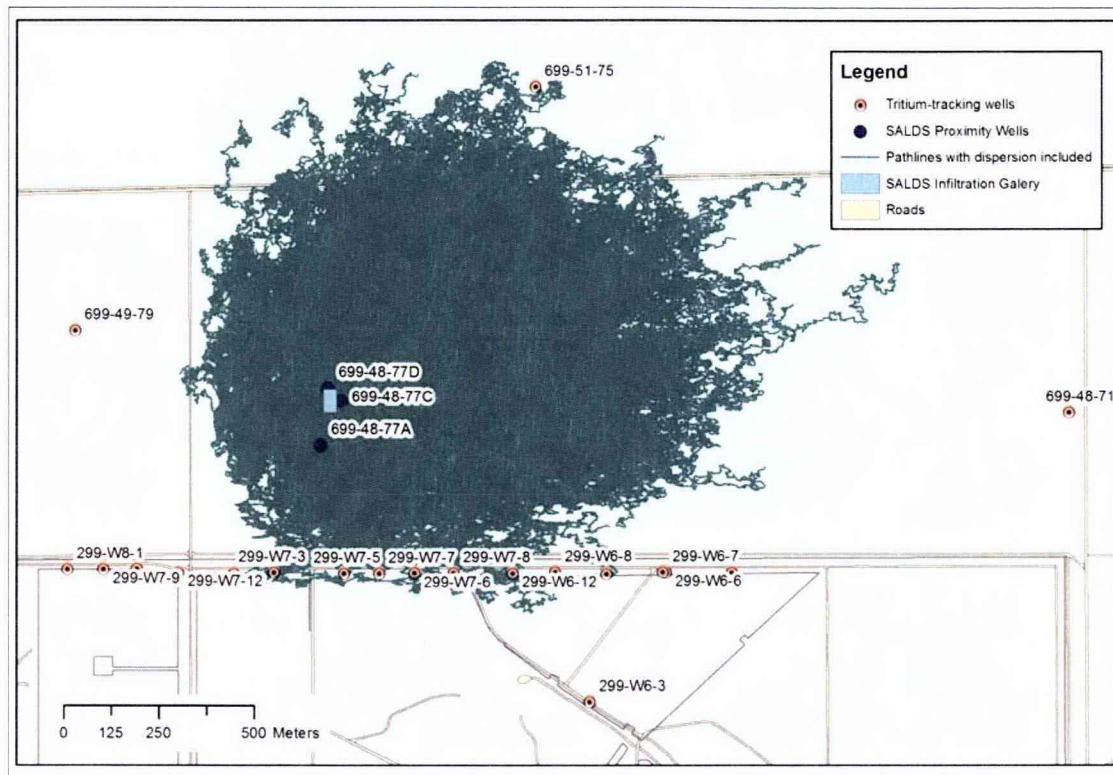 699-51-75
Legend
Tritium-tracking wells
SALDS Proximity Wells
Pathlines with dispersion included
SALDS Infiltration Galery
Roads
699-49-79
699-48-77D
699-48-77C
699-48-71
699-48-77A
299-W8-1
299-W7-3
299-W7-5
299-W7-7
299-W7-8
299-W6-8
299-W6-7
299-W7-9
299-W7-12
299-W7-6
299-W6-12
299-W6-6
299-W6-3
0 125 250 500 Meters